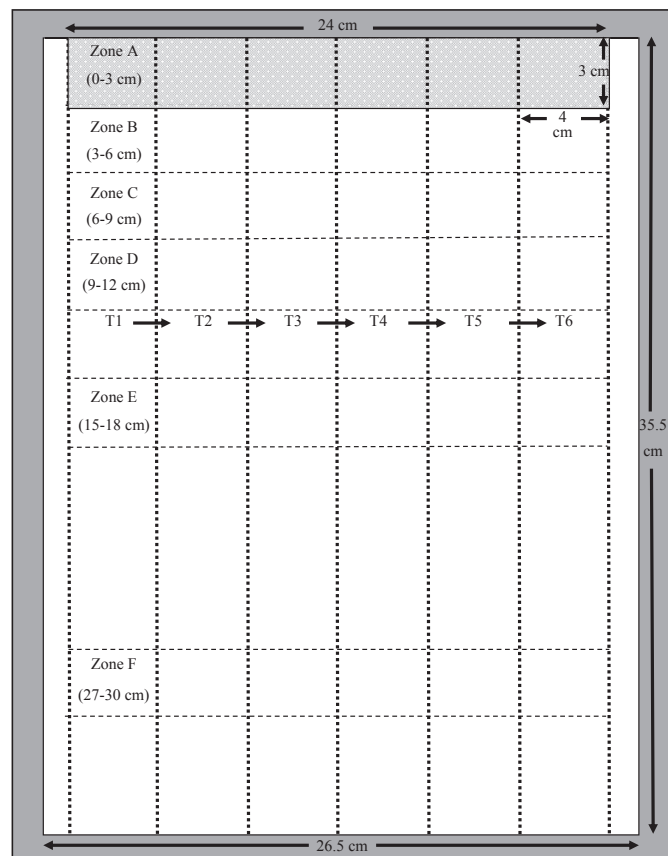 24 cm
Zone A
(0-3 cm)
3 cm
Zone B
(3-6 cm)
4
cm
Zone C
(6-9 cm)
Zone D
(9-12 cm)
T1 T2 T3 T4 T5 T6
Zone E
(15-18 cm)
35.5
cm
Zone F
(27-30 cm)
26.5 cm